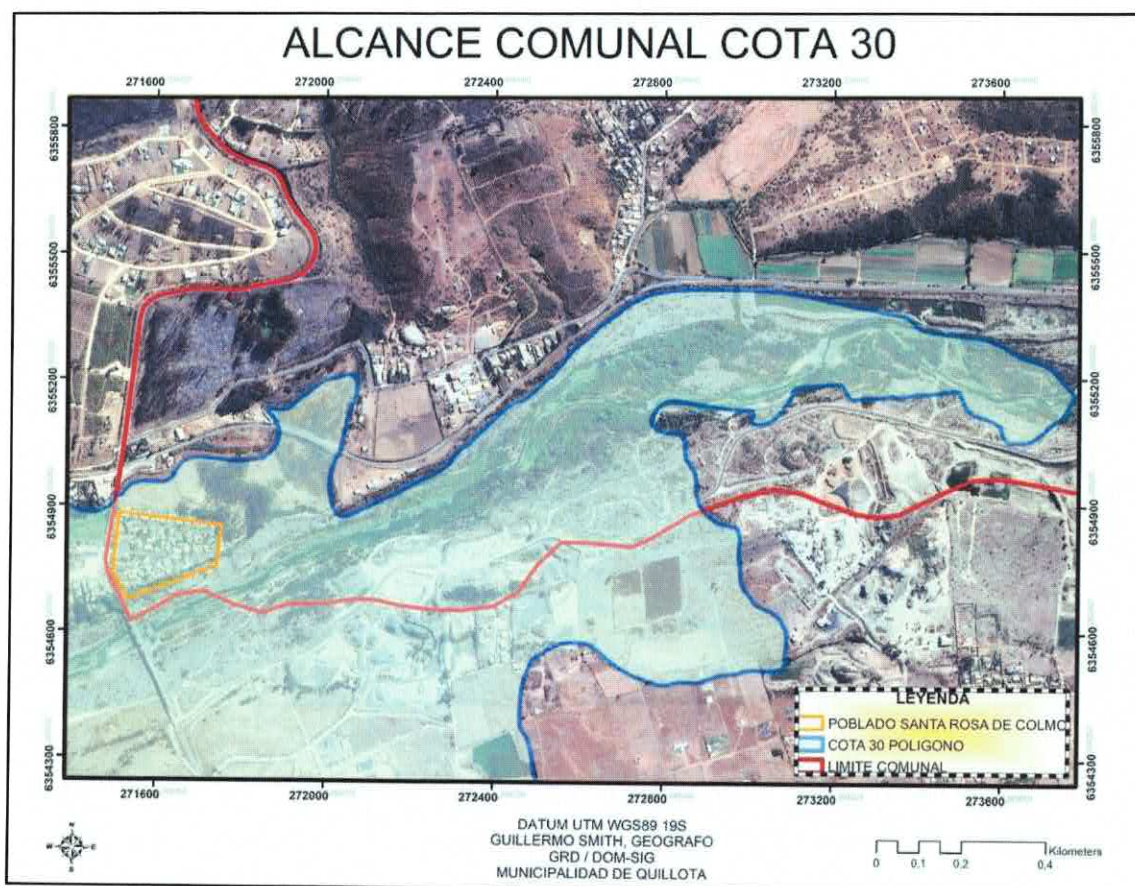 ALCANCE COMUNAL COTA 30
271600 272000 272400 272800 273200 273600
6355800 6355800
6355500 6355500
6355200 6355200
6354900 6354900
6354600 6354600
6354300 6354300
LEYENDA
POBLADO SANTA ROSA DE COLMO
COTA 30 POLIGONO
LIMITE COMUNAL
271600 272000 272400 272800 273200 273600
DATUM UTM WGS89 19S
GUILLERMO SMITH, GEOGRAFO
GRD / DOM-SIG
MUNICIPALIDAD DE QUILLOTA
N
W E
S
Kilometers
0 0.1 0.2 0.4